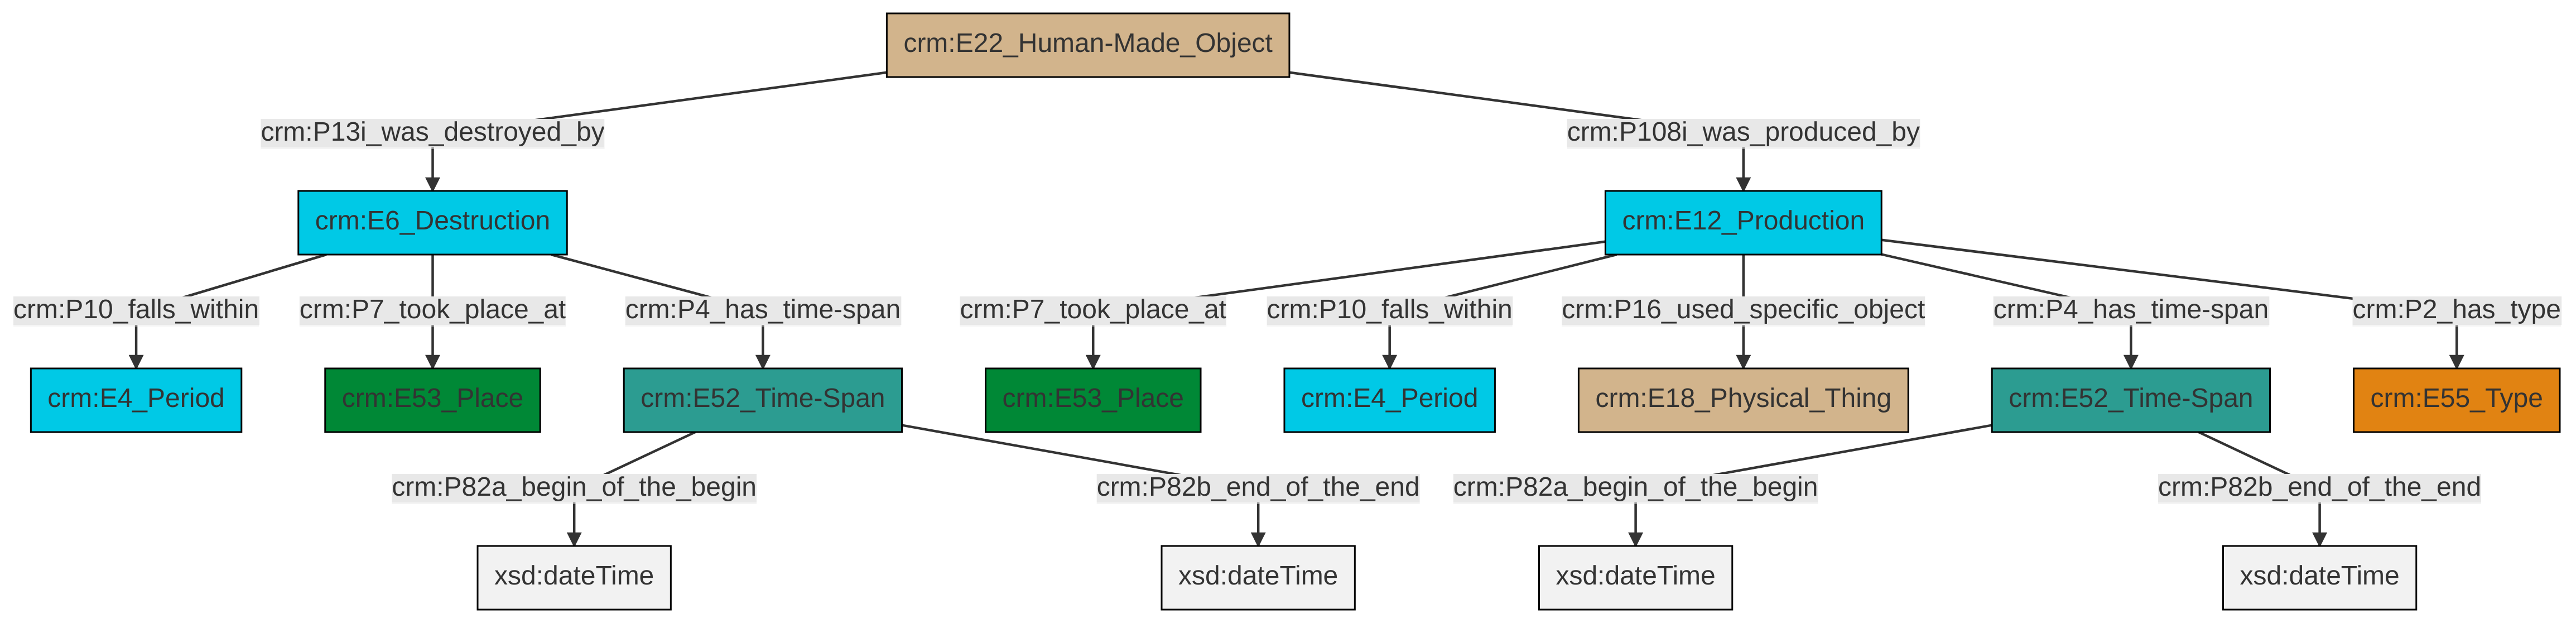 crm:E22_Human-Made_Object
crm:P13i_was_destroyed_by
crm:P108i_was_produced_by
crm:E6_Destruction
crm:E12_Production
crm:P10_falls_within
crm:P7_took_place_at
crm:P4_has_time-span
crm:P7_took_place_at
crm:P10_falls_within
crm:P16_used_specific_object
crm:P4_has_time-span
crm:P2_has_type
crm:E4_Period
crm:E53_Place
crm:E52_Time-Span
crm:E53_Place
crm:E4_Period
crm:E18_Physical_Thing
crm:E52_Time-Span
crm:E55_Type
crm:P82a_begin_of_the_begin
crm:P82b_end_of_the_end
crm:P82a_begin_of_the_begin
crm:P82b_end_of_the_end
xsd:dateTime
xsd:dateTime
xsd:dateTime
xsd:dateTime